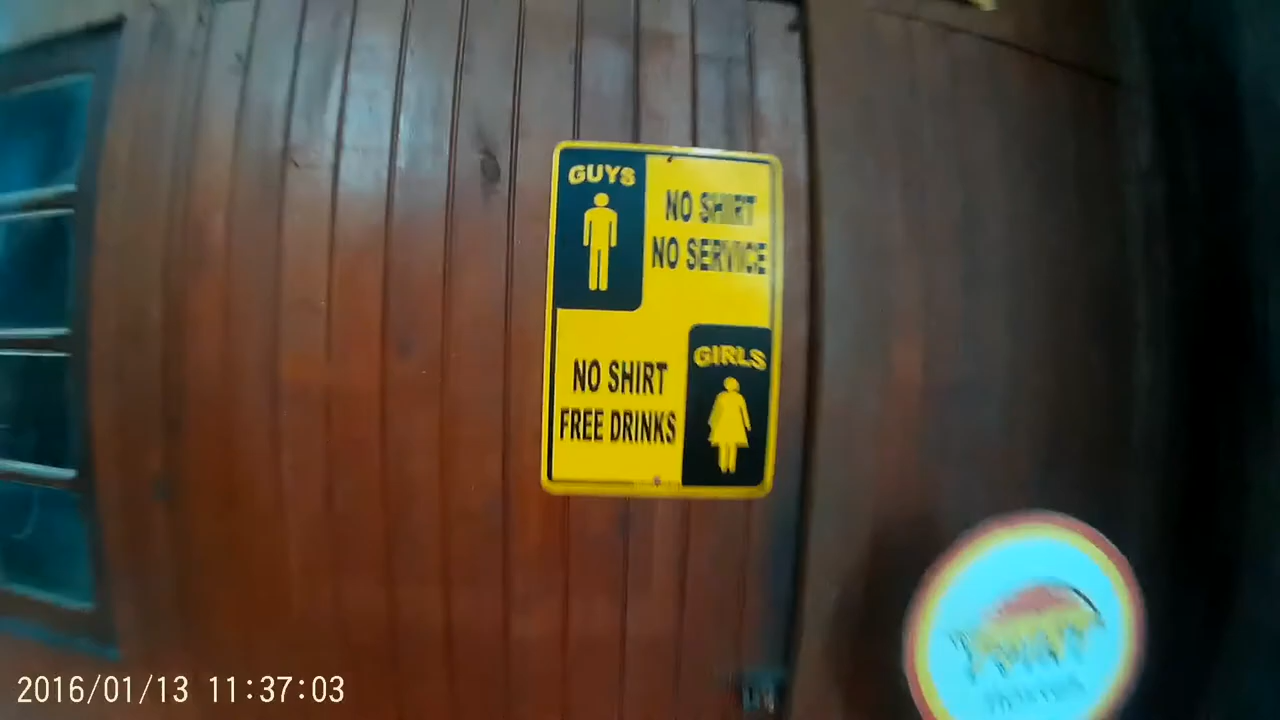 GUYS
NO SHIRT
NO SERVICE
NO SHIRT
FREE DRINKS
GIRLS
2016/01/13 11:37:03